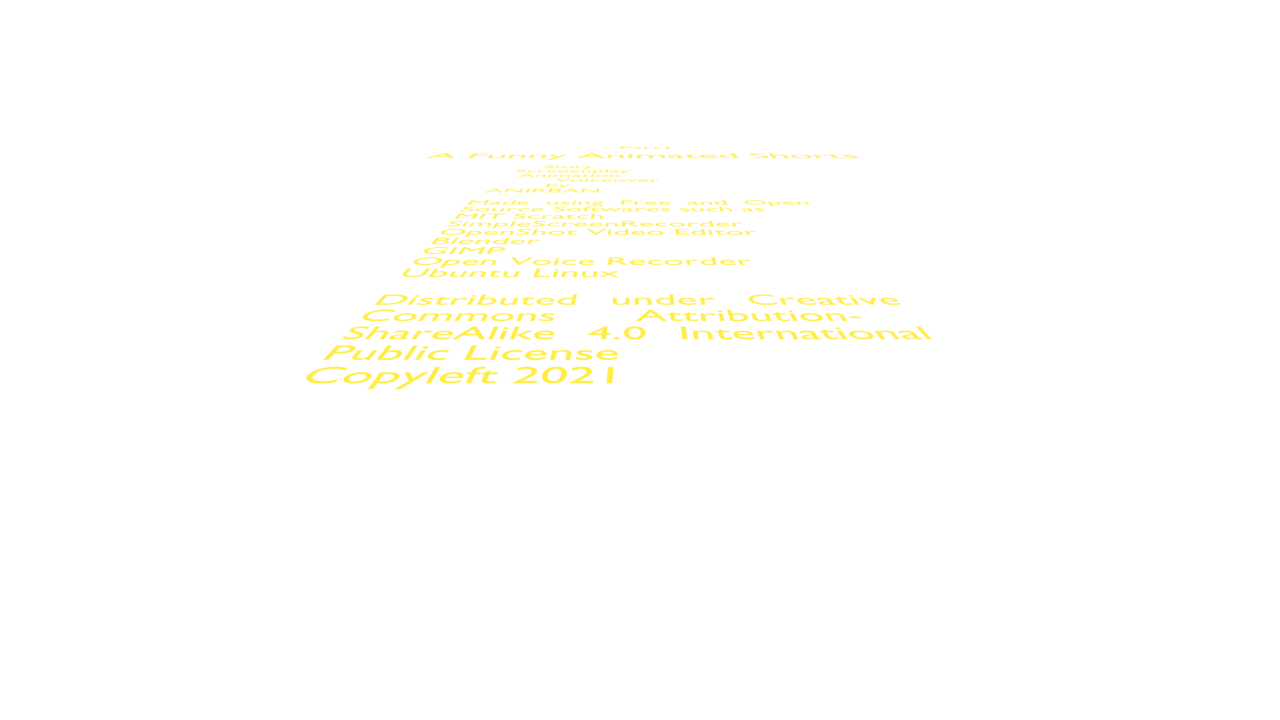 Part I
A Funny Animated Shorts
Story
Screeenplay
Animation
Voiceover
by
ANIRBAN
Made using Free and Open
Source Softwares such as
MIT Scratch
SimpleScreenRecorder
OpenShot Video Editor
Blender
GIMP
Open Voice Recorder
Ubuntu Linux
Distributed under Creative
Commons Attribution-
ShareAlike 4.0 International
Public License
Copyleft 2021